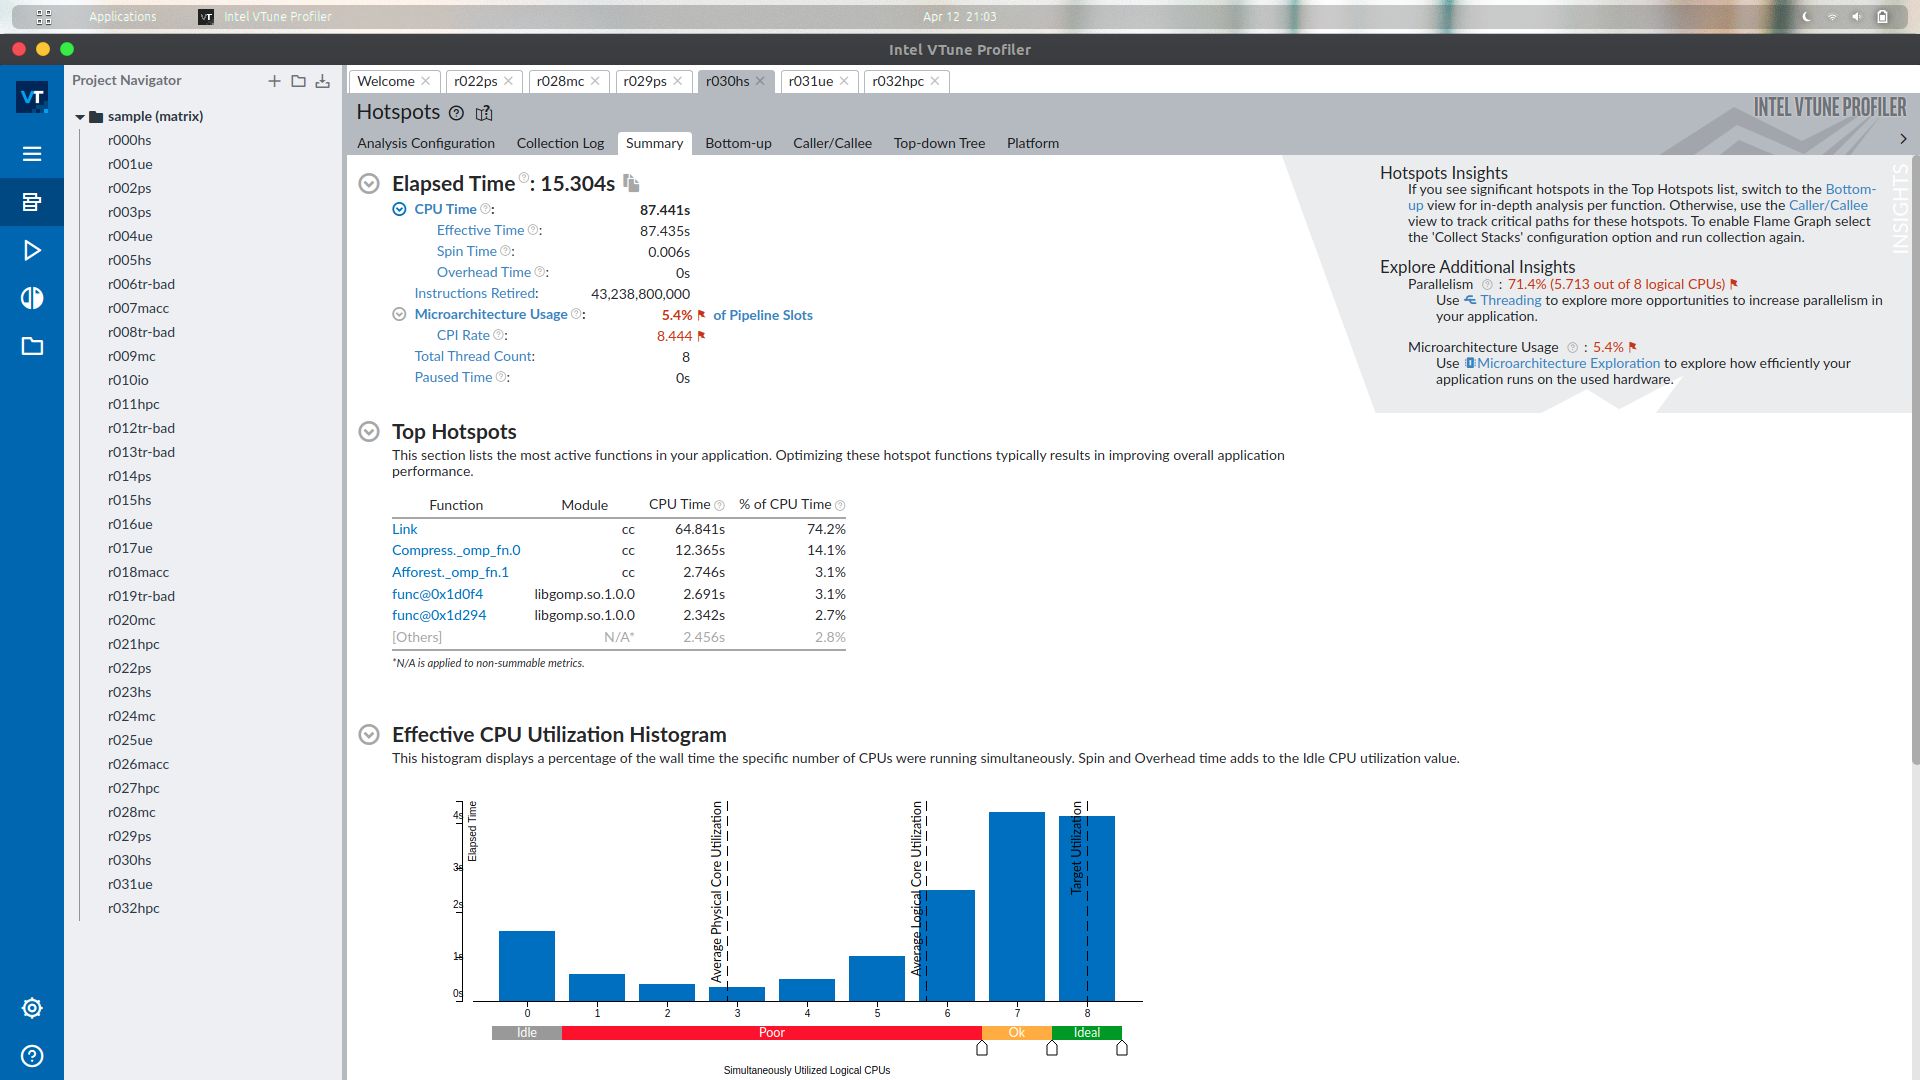 Applications
VT Intel VTune Profiler
Apr 12 21:03
Intel VTune Profiler
VT
Project Navigator
sample (matrix)
r000hs
r001ue
r002ps
r003ps
r004ue
r005hs
r006tr-bad
r007macc
r008tr-bad
r009mc
r010io
r011hpc
r012tr-bad
r013tr-bad
r014ps
r015hs
r016ue
r017ue
r018macc
r019tr-bad
r020mc
r021hpc
r022ps
r023hs
r024mc
r025ue
r026macc
r027hpc
r028mc
r029ps
r030hs
r031ue
r032hpc
Welcome r022ps r028mc r029ps r030hs r031ue r032hpc
Hotspots
INTEL VTUNE PROFILER
Analysis Configuration Collection Log Summary Bottom-up Caller/Callee Top-down Tree Platform
Elapsed Time: 15.304s
CPU Time: 87.441s
Effective Time: 87.435s
Spin Time: 0.006s
Overhead Time: 0s
Instructions Retired: 43,238,800,000
Microarchitecture Usage: 5.4% of Pipeline Slots
CPI Rate: 8.444
Total Thread Count: 8
Paused Time: 0s
Hotspots Insights
If you see significant hotspots in the Top Hotspots list, switch to the Bottom-
up view for in-depth analysis per function. Otherwise, use the Caller/Callee
view to track critical paths for these hotspots. To enable Flame Graph select
the 'Collect Stacks' configuration option and run collection again.
Explore Additional Insights
Parallelism : 71.4% (5.713 out of 8 logical CPUs)
Use Threading to explore more opportunities to increase parallelism in
your application.
Microarchitecture Usage : 5.4%
Use Microarchitecture Exploration to explore how efficiently your
application runs on the used hardware.
INSIGHTS
Top Hotspots
This section lists the most active functions in your application. Optimizing these hotspot functions typically results in improving overall application
performance.
Function Module CPU Time % of CPU Time
Link cc 64.841s 74.2%
Compress._omp_fn.0 cc 12.365s 14.1%
Afforest._omp_fn.1 cc 2.746s 3.1%
func@0x1d0f4 libgomp.so.1.0.0 2.691s 3.1%
func@0x1d294 libgomp.so.1.0.0 2.342s 2.7%
[Others] N/A* 2.456s 2.8%
*N/A is applied to non-summable metrics.
Effective CPU Utilization Histogram
This histogram displays a percentage of the wall time the specific number of CPUs were running simultaneously. Spin and Overhead time adds to the Idle CPU utilization value.
4s
3s
2s
1s
0s
Elapsed Time
Average Physical Core Utilization
Average Logical Core Utilization
Target Utilization
0 1 2 3 4 5 6 7 8
Idle Poor Ok Ideal
Simultaneously Utilized Logical CPUs